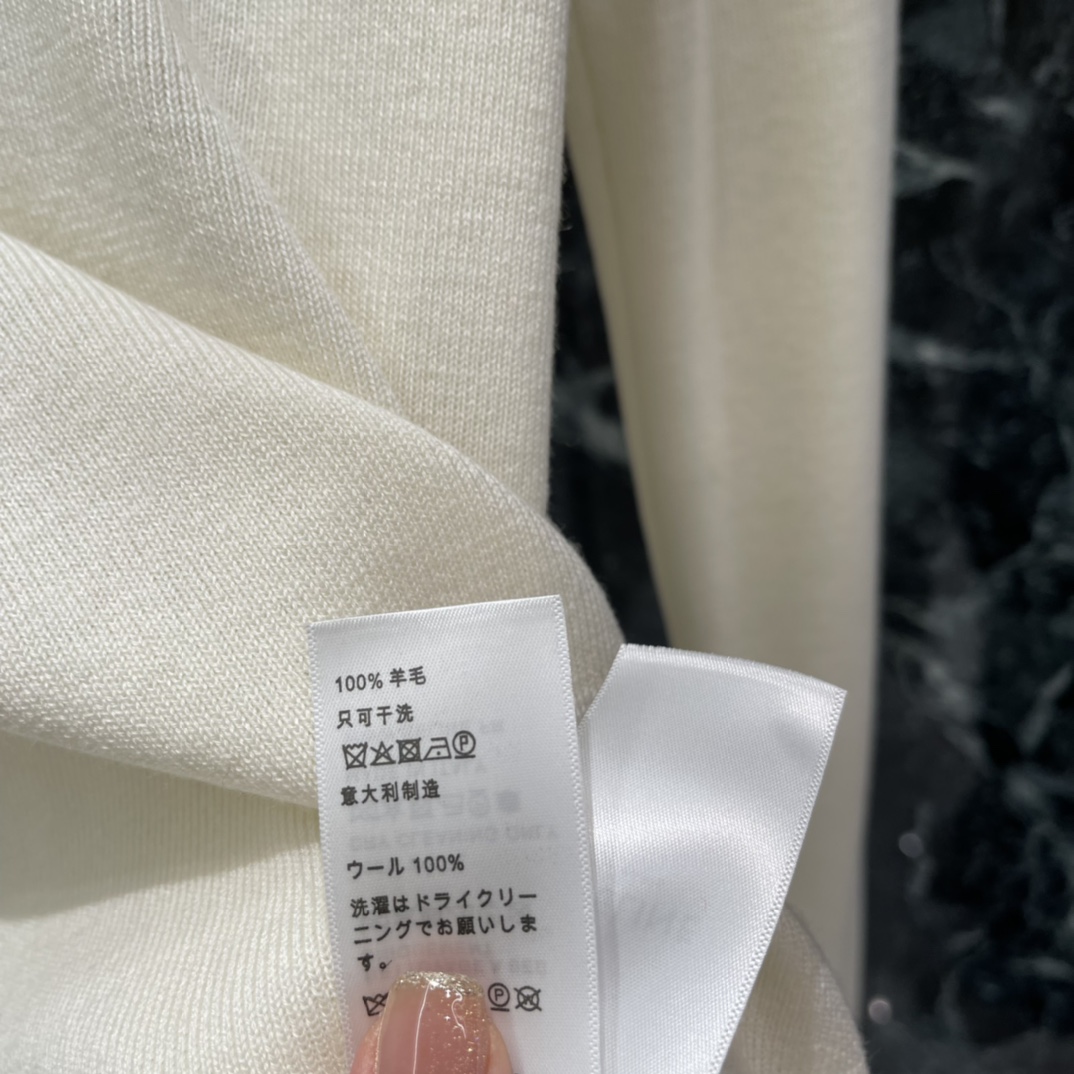 100% 羊毛
只可干洗
意大利制造
ウール 100%
洗濯はドライクリー
ニングでお願いしま
す。